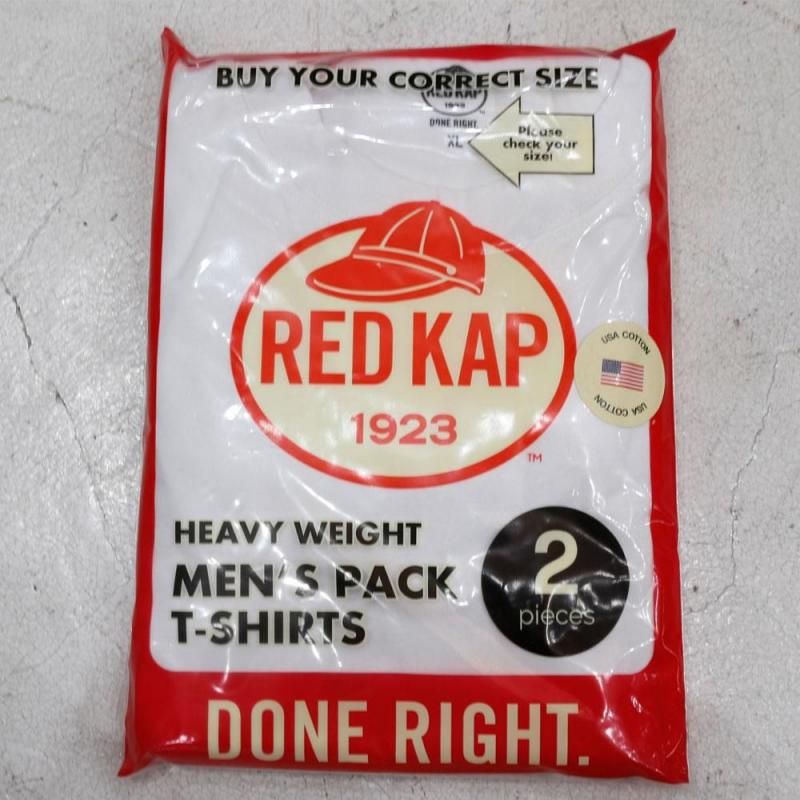 BUY YOUR CORRECT SIZE
RED KAP
1923
DONE RIGHT.
XL
Please
check your
size!
RED KAP
1923
TM
USA COTTON
USA COTTON
HEAVY WEIGHT
MEN'S PACK
T-SHIRTS
2
pieces
DONE RIGHT.